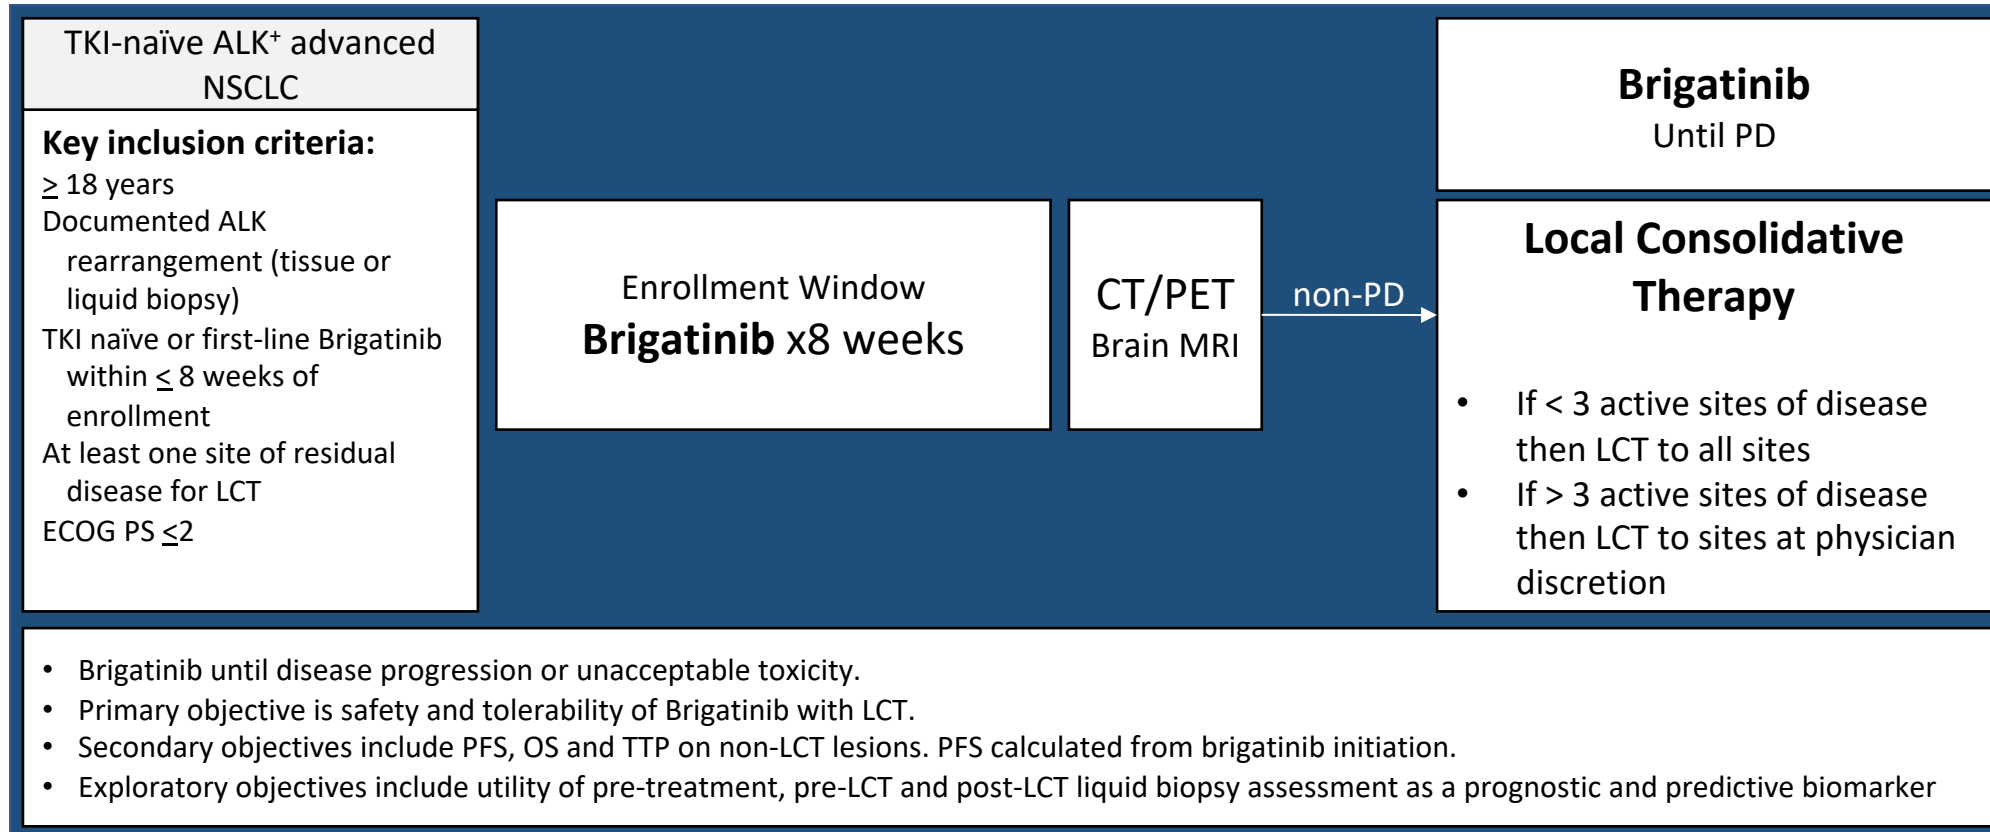 TKI-naïve ALK⁺ advanced
NSCLC
Key inclusion criteria:
≥ 18 years
Documented ALK
rearrangement (tissue or
liquid biopsy)
TKI naïve or first-line Brigatinib
within ≤ 8 weeks of
enrollment
At least one site of residual
disease for LCT
ECOG PS ≤2
Enrollment Window
Brigatinib x8 weeks
CT/PET
Brain MRI
non-PD
Brigatinib
Until PD
Local Consolidative
Therapy
• If < 3 active sites of disease
then LCT to all sites
• If > 3 active sites of disease
then LCT to sites at physician
discretion
• Brigatinib until disease progression or unacceptable toxicity.
• Primary objective is safety and tolerability of Brigatinib with LCT.
• Secondary objectives include PFS, OS and TTP on non-LCT lesions. PFS calculated from brigatinib initiation.
• Exploratory objectives include utility of pre-treatment, pre-LCT and post-LCT liquid biopsy assessment as a prognostic and predictive biomarker